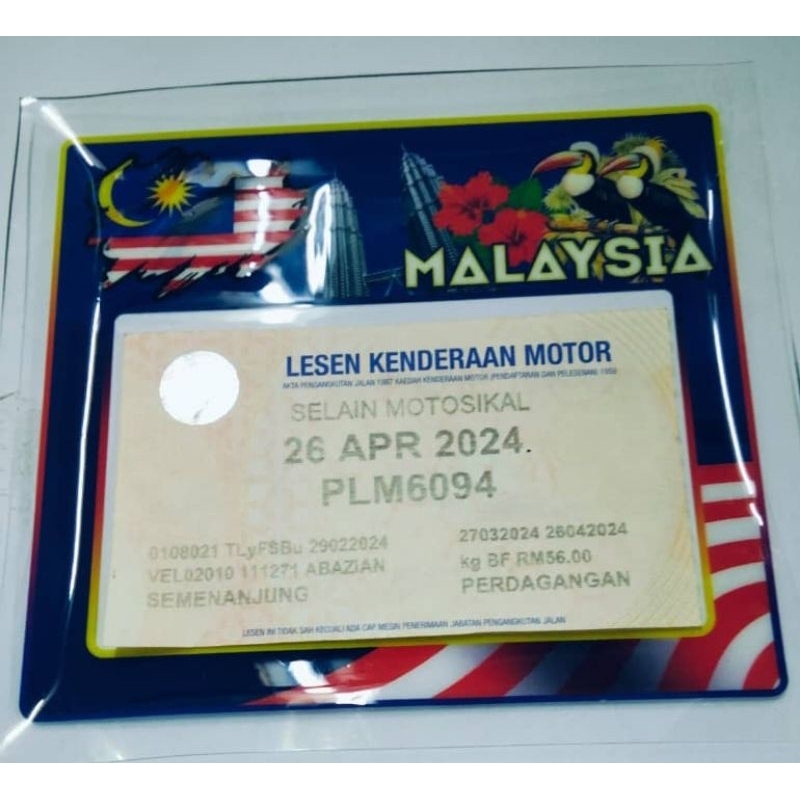 MALAYSIA
LESEN KENDERAAN MOTOR
AKTA PENGANGKUTAN JALAN 1987 KAEDAH KENDERAAN MOTOR (PENDAFTARAN DAN PELESENAN) 1959
SELAIN MOTOSIKAL
26 APR 2024.
PLM6094
0108021 TLyFSBu 29022024 27032024 26042024
VEL02010 111271 ABAZIAN kg BF RM56.00
SEMENANJUNG PERDAGANGAN
LESEN INI TIDAK SAH KECUALI ADA CAP MESIN PENERIMAAN JABATAN PENGANGKUTAN JALAN